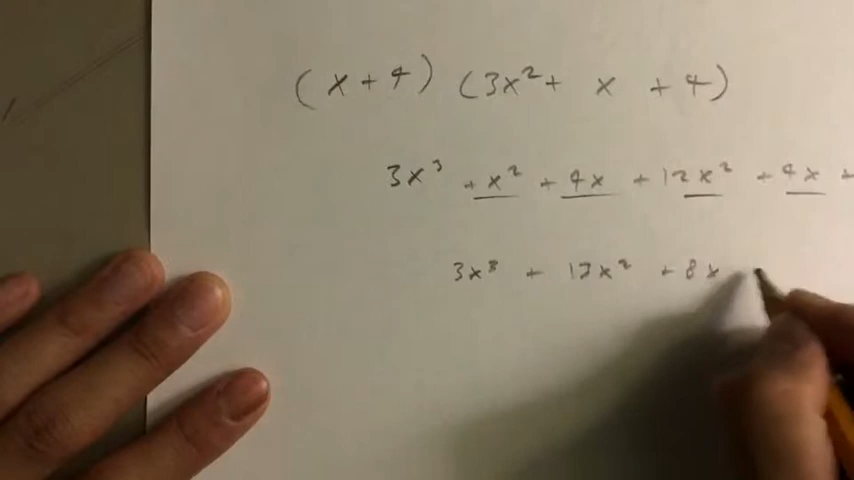 (x+4) (3x²+ x +4)
3x³ +x² + 4x +12x² +4x +
3x³ + 13x² +8x